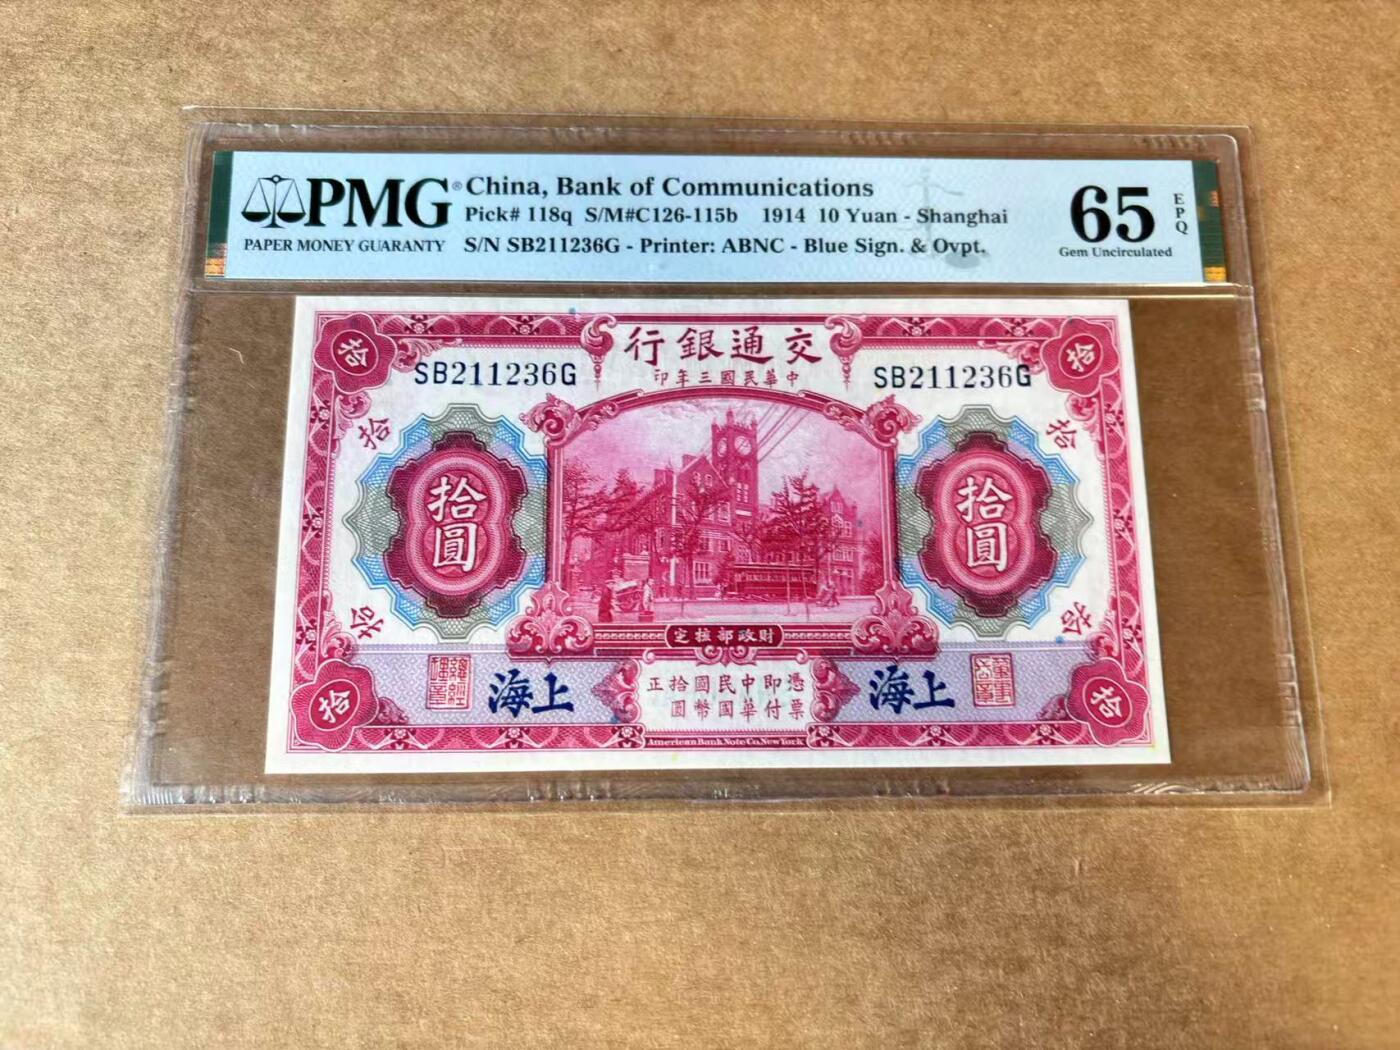 PMG®
PAPER MONEY GUARANTY
China, Bank of Communications
Pick# 118q S/M#C126-115b 1914 10 Yuan - Shanghai
S/N SB211236G - Printer: ABNC - Blue Sign. & Ovpt.
65
EPQ
Gem Uncirculated
拾
行銀通交
拾
SB211236G
印年三國民華中
SB211236G
拾
拾
拾圓
拾圓
拾
拾
定核部政財
海上
正拾國民中即憑
圓幣國華付票
海上
拾
拾
American Bank Note Co. New York